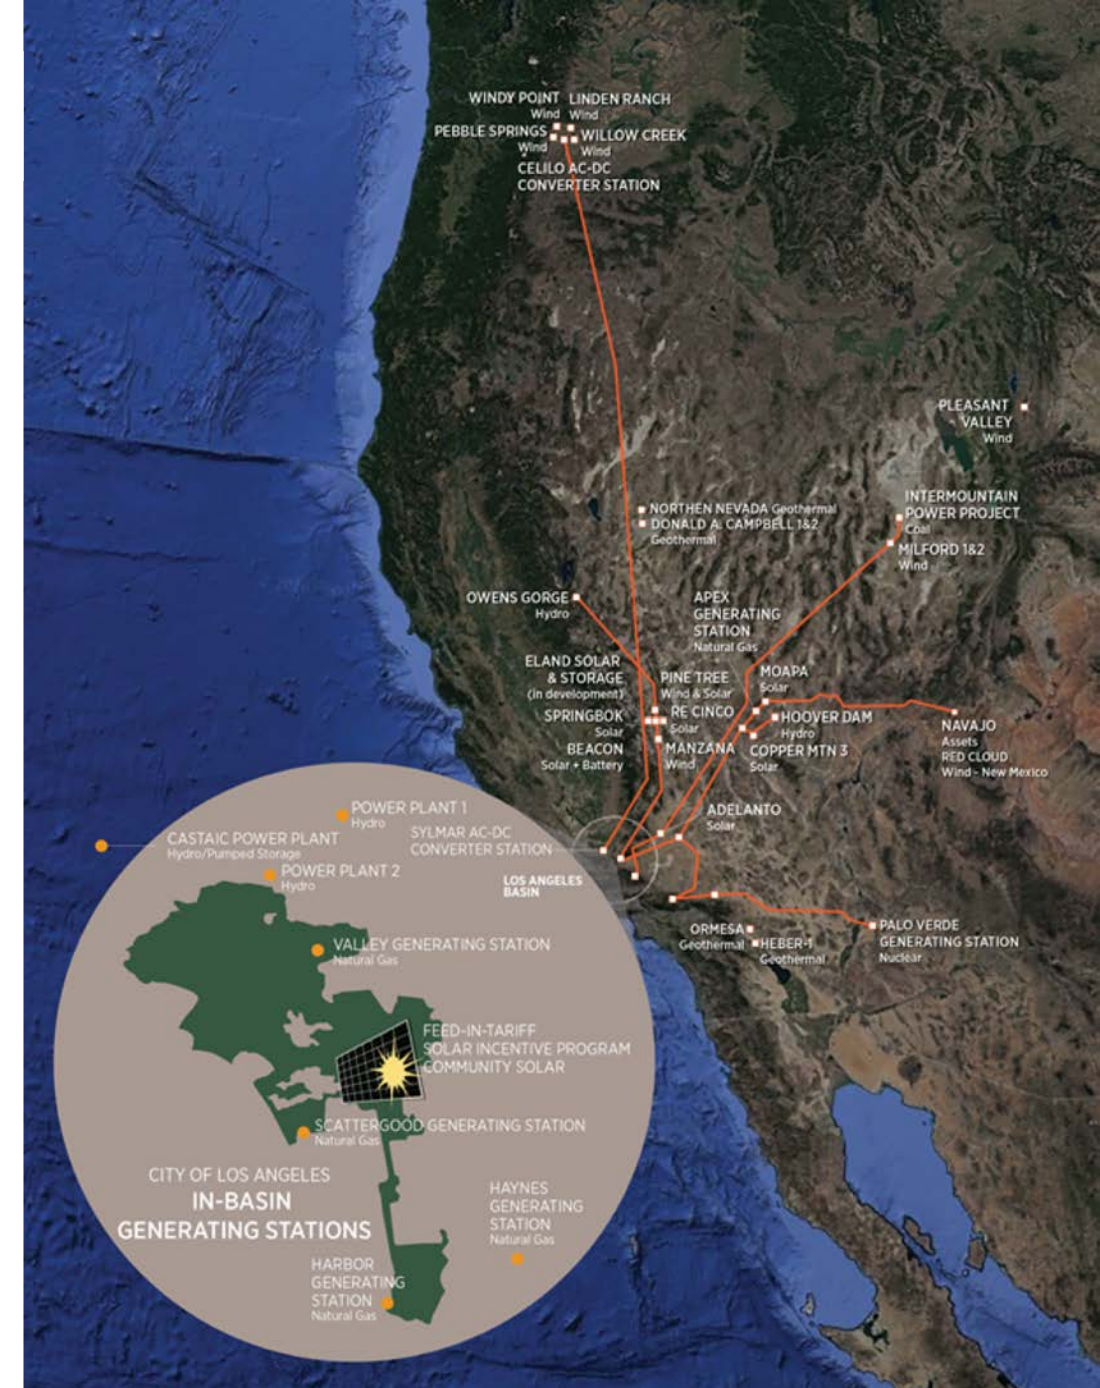 WINDY POINT
Wind
LINDEN RANCH
Wind
PEBBLE SPRINGS
Wind
WILLOW CREEK
Wind
CELILO AC-DC
CONVERTER STATION
PLEASANT
VALLEY
Wind
NORTHEN NEVADA Geothermal
DONALD A. CAMPBELL 1&2
Geothermal
INTERMOUNTAIN
POWER PROJECT
Coal
MILFORD 1&2
Wind
OWENS GORGE
Hydro
APEX
GENERATING
STATION
Natural Gas
ELAND SOLAR
& STORAGE
(in development)
PINE TREE
Wind & Solar
MOAPA
Solar
SPRINGBOK
Solar
RE CINCO
Solar
HOOVER DAM
Hydro
NAVAJO
Assets
RED CLOUD
Wind - New Mexico
BEACON
Solar + Battery
MANZANA
Wind
COPPER MTN 3
Solar
ADELANTO
Solar
POWER PLANT 1
Hydro
CASTAIC POWER PLANT
Hydro/Pumped Storage
SYLMAR AC-DC
CONVERTER STATION
POWER PLANT 2
Hydro
LOS ANGELES
BASIN
ORMESA
Geothermal
HEBER-1
Geothermal
PALO VERDE
GENERATING STATION
Nuclear
VALLEY GENERATING STATION
Natural Gas
FEED-IN-TARIFF
SOLAR INCENTIVE PROGRAM
COMMUNITY SOLAR
SCATTERGOOD GENERATING STATION
Natural Gas
CITY OF LOS ANGELES
IN-BASIN
GENERATING STATIONS
HAYNES
GENERATING
STATION
Natural Gas
HARBOR
GENERATING
STATION
Natural Gas